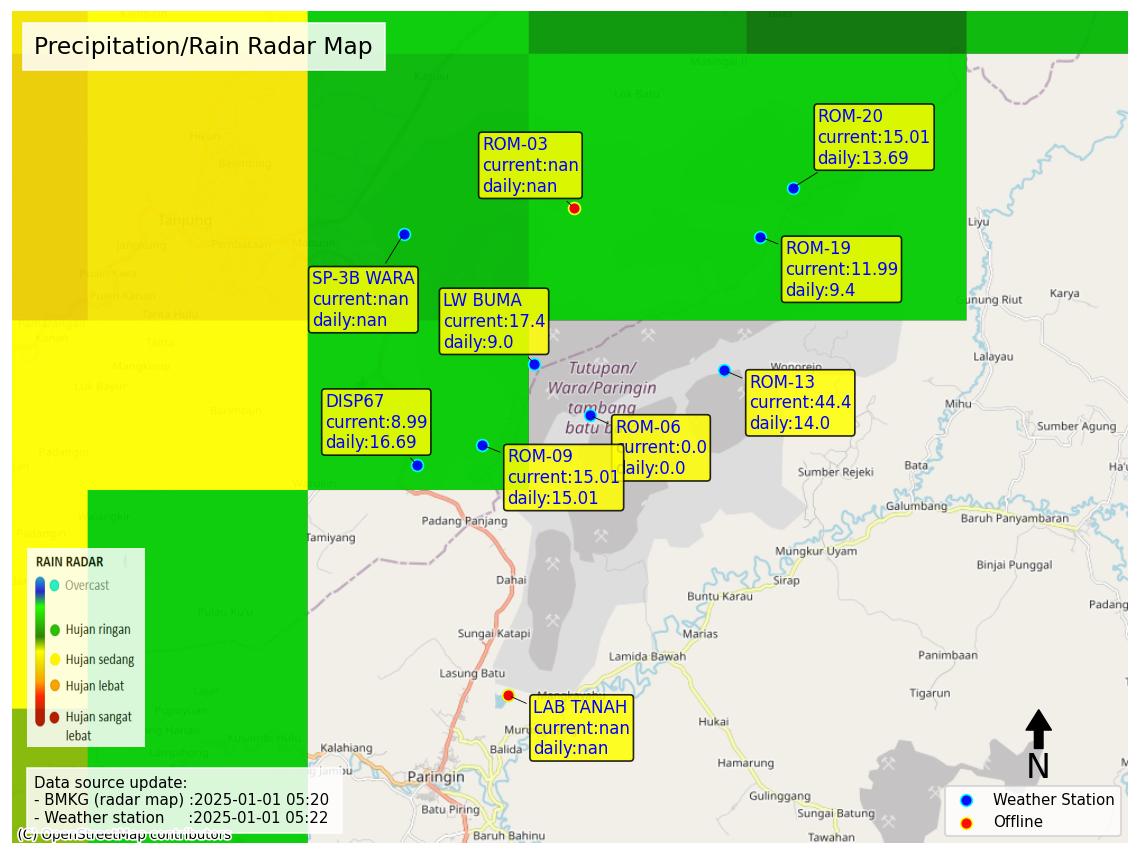 Precipitation/Rain Radar Map
ROM-20
current:15.01
daily:13.69
ROM-03
current:nan
daily:nan
Tanjung
Liyu
ROM-19
current:11.99
daily:9.4
SP-3B WARA
current:nan
daily:nan
LW BUMA
current:17.4
daily:9.0
Gunung Riut
Karya
Lalayau
Wonorejo
Tutupan/
Wara/Paringin
tambang
batu
ROM-13
current:44.4
daily:14.0
Mihu
DISP67
current:8.99
daily:16.69
ROM-06
current:0.0
daily:0.0
Sumber Agung
ROM-09
current:15.01
daily:15.01
Sumber Rejeki
Bata
Galumbang
Baruh Panyambaran
Padang Panjang
Tamiyang
Mungkur Uyam
Binjai Punggal
Dahai
Sirap
Buntu Karau
Padang
RAIN RADAR
Overcast
Hujan ringan
Hujan sedang
Hujan lebat
Hujan sangat
lebat
Sungai Katapi
Marias
Lamida Bawah
Panimbaan
Lasung Batu
Tigarun
LAB TANAH
current:nan
daily:nan
Hukai
Kalahiang
Balida
Hamarung
Paringin
Batu Piring
Gulinggang
Sungai Batung
Baruh Bahinu
Tawahan
N
Data source update:
- BMKG (radar map) :2025-01-01 05:20
- Weather station :2025-01-01 05:22
(C) OpenStreetMap contributors
Weather Station
Offline